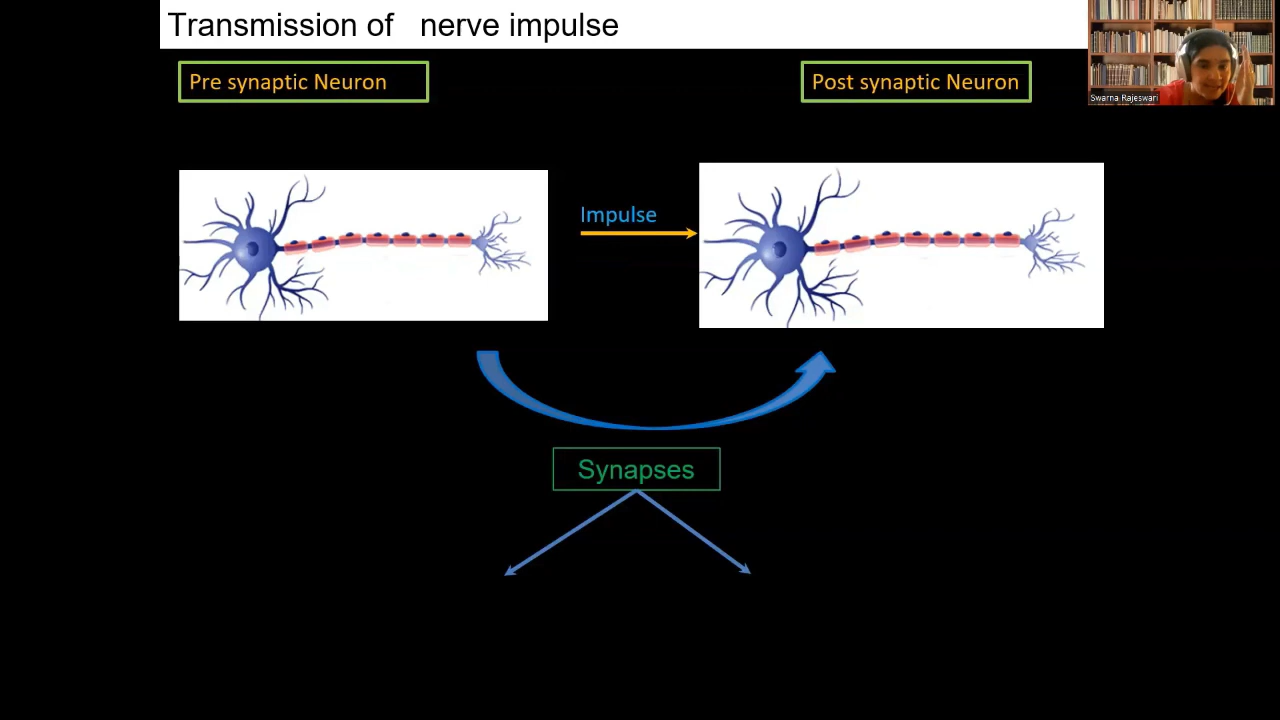 Transmission of nerve impulse
Swarna Rajeswari
Pre synaptic Neuron
Post synaptic Neuron
Impulse
Synapses